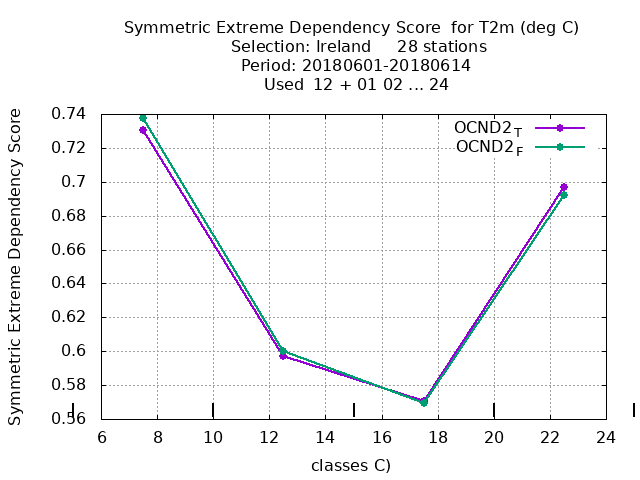 Symmetric Extreme Dependency Score  for T2m (deg C)
Selection: Ireland     28 stations
Period: 20180601-20180614
Used  12 + 01 02 ... 24
Symmetric Extreme Dependency Score
0.74
0.72
0.7
0.68
0.66
0.64
0.62
0.6
0.58
0.56
OCND2T
OCND2F
6 8 10 12 14 16 18 20 22 24
classes C)